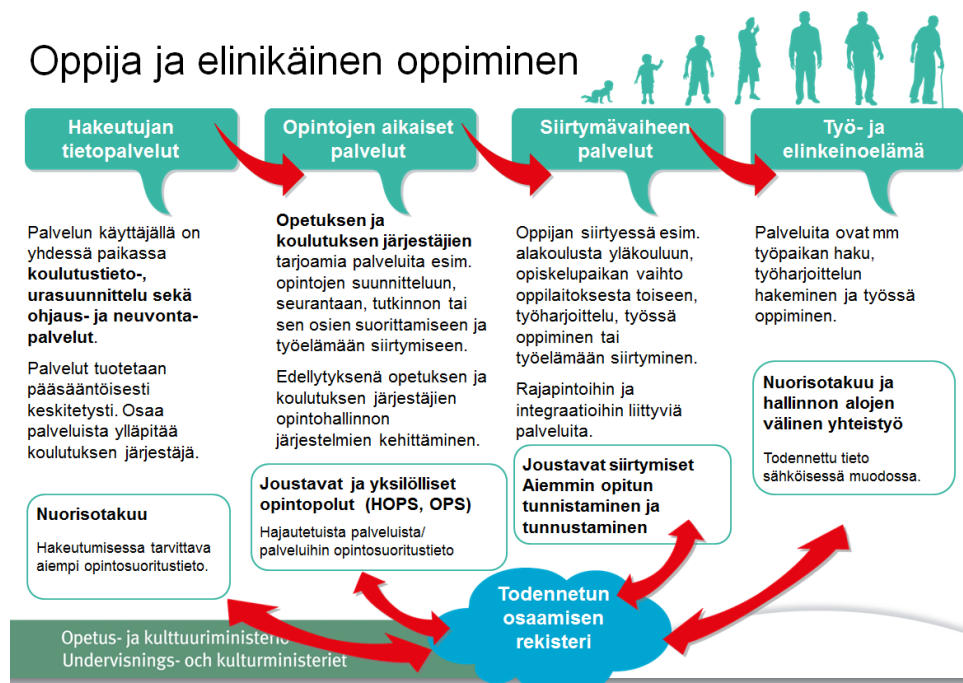 Oppija ja elinikäinen oppiminen
Hakeutujan
tietopalvelut
Opintojen aikaiset
palvelut
Siirtymävaiheen
palvelut
Työ- ja
elinkeinoelämä
Palvelun käyttäjällä on
yhdessä paikassa
koulutustieto-,
urasuunnittelu sekä
ohjaus- ja neuvonta-
palvelut.
Palvelut tuotetaan
pääsääntöisesti
keskitetysti. Osaa
palveluista ylläpitää
koulutuksen järjestäjä.
Nuorisotakuu
Hakeutumisessa tarvittava
aiempi opintosuoritustieto.
Opetuksen ja
koulutuksen järjestäjien
tarjoamia palveluita esim.
opintojen suunnitteluun,
seurantaan, tutkinnon tai
sen osien suorittamiseen ja
työelämään siirtymiseen.
Edellytyksenä opetuksen ja
koulutuksen järjestäjien
opintohallinnon
järjestelmien kehittäminen.
Joustavat ja yksilölliset
opintopolut (HOPS, OPS)
Hajautetuista palveluista/
palveluihin opintosuoritustieto
Oppijan siirtyessä esim.
alakoulusta yläkouluun,
opiskelupaikan vaihto
oppilaitoksesta toiseen,
työharjoittelu, työssä
oppiminen tai
työelämään siirtyminen.
Rajapintoihin ja
integraatioihin liittyviä
palveluita.
Joustavat siirtymiset
Aiemmin opitun
tunnistaminen ja
tunnustaminen
Palveluita ovat mm
työpaikan haku,
työharjoittelun
hakeminen ja työssä
oppiminen.
Nuorisotakuu ja
hallinnon alojen
välinen yhteistyö
Todennettu tieto
sähköisessä muodossa.
Todennetun
osaamisen
rekisteri
Opetus- ja kulttuuriministeriö
Undervisnings- och kulturministeriet